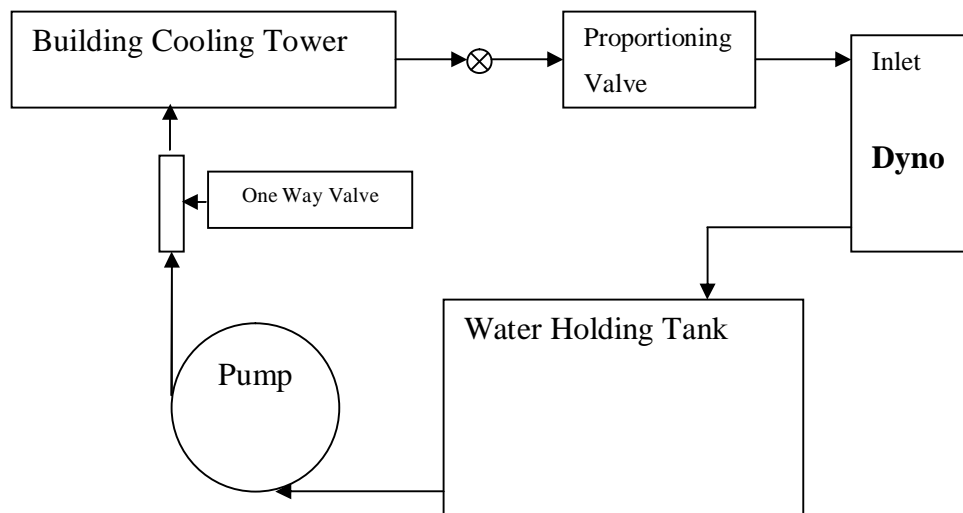 Building Cooling Tower
Proportioning
Valve
Inlet
Dyno
One Way Valve
Water Holding Tank
Pump